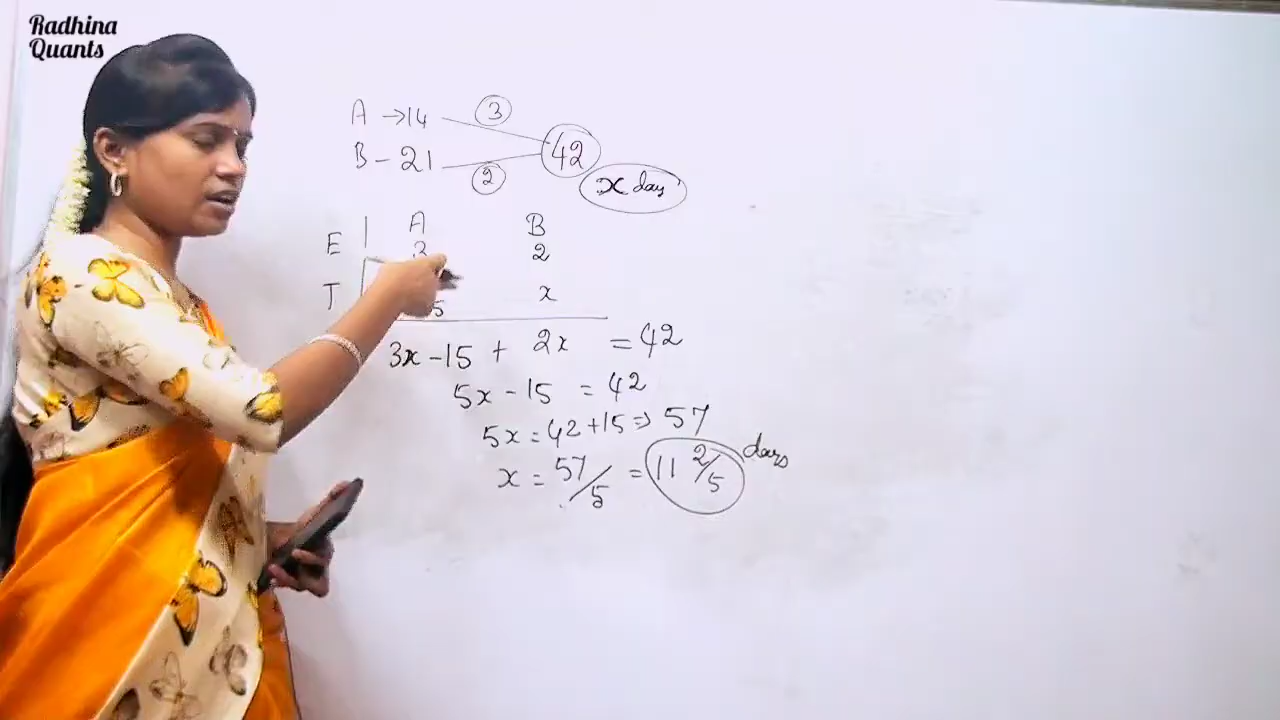 Radhina
Quants
A → 14 3
42
B - 21 2
x days
A B
E 3 2
T 5 x
3x - 15 + 2x = 42
5x - 15 = 42
5x = 42 + 15 ⇒ 57
x = 57/5 = 11 2/5 days